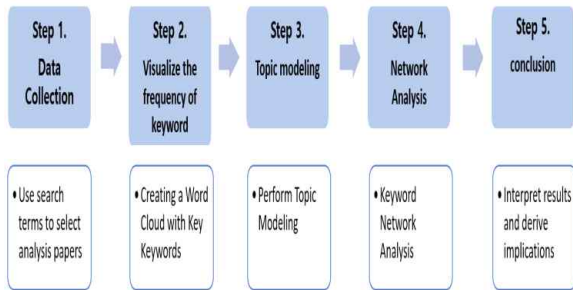 Step 1.
Data
Collection
Step 2.
Visualize the
frequency of
keyword
Step 3.
Topic modeling
Step 4.
Network
Analysis
Step 5.
conclusion
• Use search
terms to select
analysis papers
• Creating a Word
Cloud with Key
Keywords
• Perform Topic
Modeling
• Keyword
Network
Analysis
• Interpret results
and derive
implications